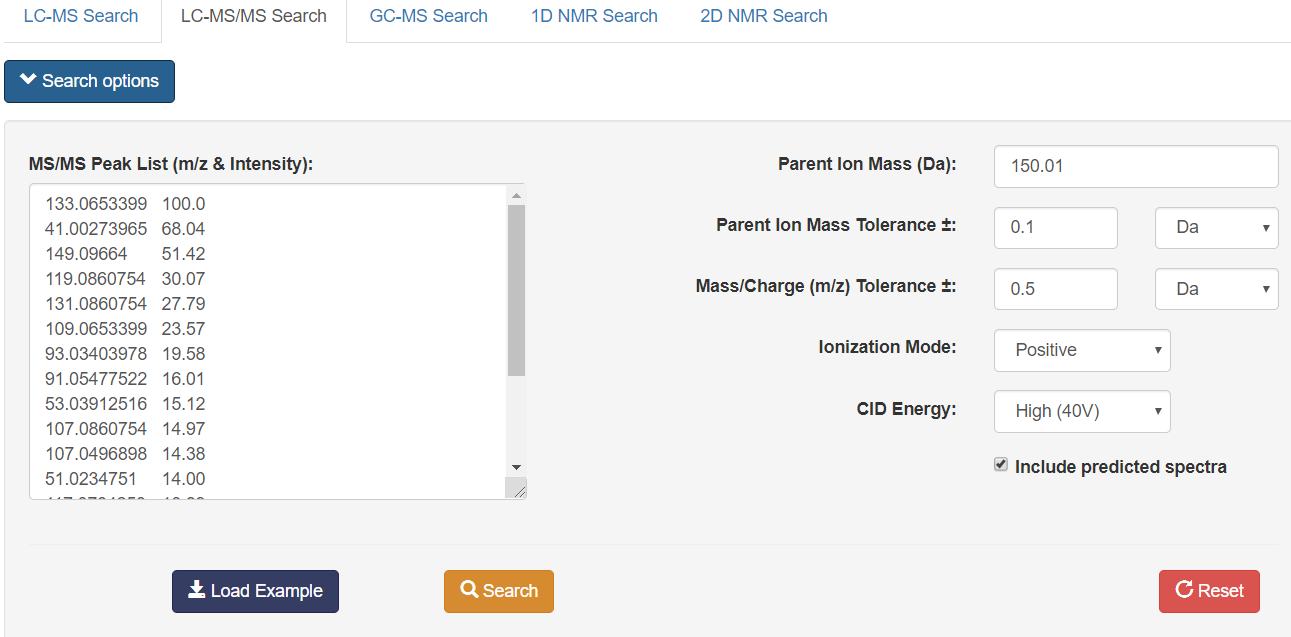 LC-MS Search LC-MS/MS Search GC-MS Search 1D NMR Search 2D NMR Search
Search options
MS/MS Peak List (m/z & Intensity):
133.0653399 100.0
41.00273965 68.04
149.09664 51.42
119.0860754 30.07
131.0860754 27.79
109.0653399 23.57
93.03403978 19.58
91.05477522 16.01
53.03912516 15.12
107.0860754 14.97
107.0496898 14.38
51.0234751 14.00
Parent Ion Mass (Da): 150.01
Parent Ion Mass Tolerance ±: 0.1 Da
Mass/Charge (m/z) Tolerance ±: 0.5 Da
Ionization Mode: Positive
CID Energy: High (40V)
Include predicted spectra
Load Example Search Reset